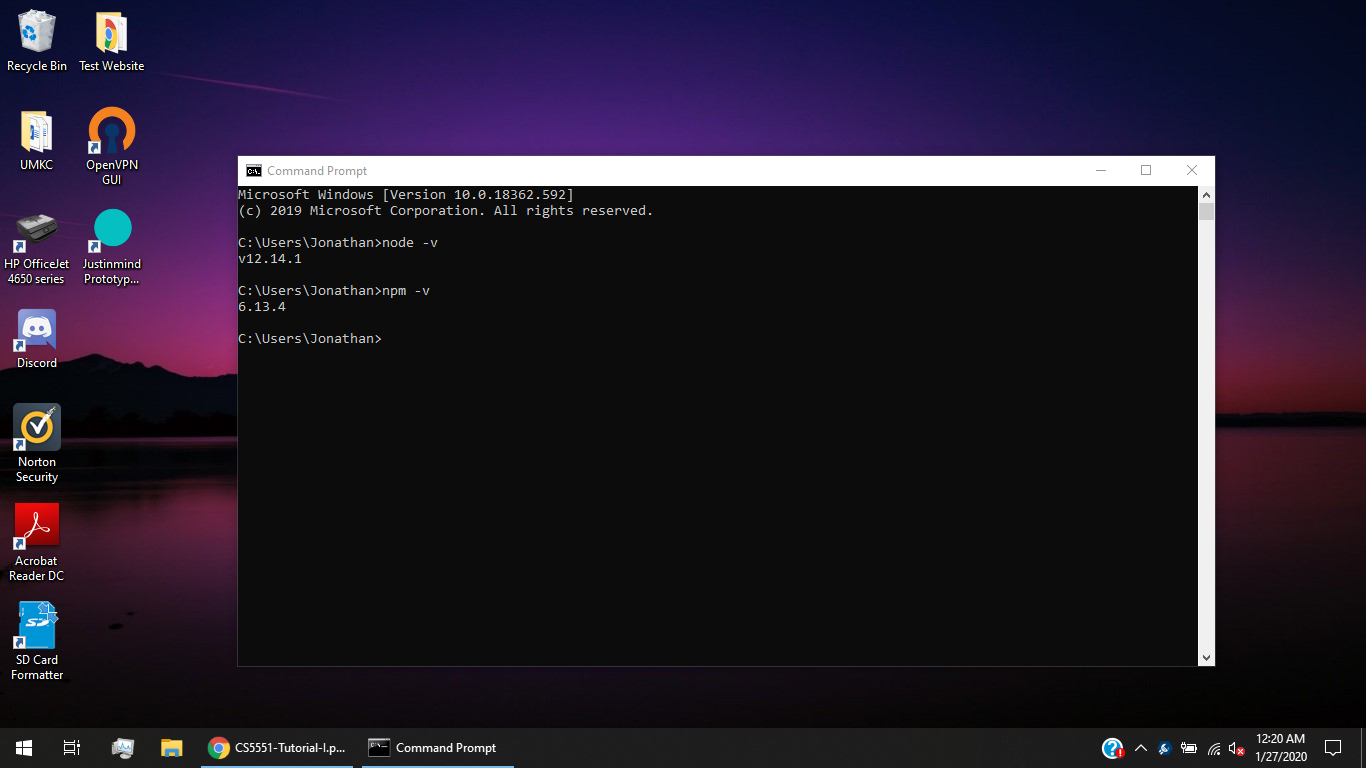 Recycle Bin
Test Website
UMKC
OpenVPN
GUI
HP OfficeJet
4650 series
Justinmind
Prototyp...
Discord
Norton
Security
Acrobat
Reader DC
SD Card
Formatter
Command Prompt
Microsoft Windows [Version 10.0.18362.592]
(c) 2019 Microsoft Corporation. All rights reserved.
C:\Users\Jonathan>node -v
v12.14.1
C:\Users\Jonathan>npm -v
6.13.4
C:\Users\Jonathan>
CS5551-Tutorial-I.p...
Command Prompt
12:20 AM
1/27/2020